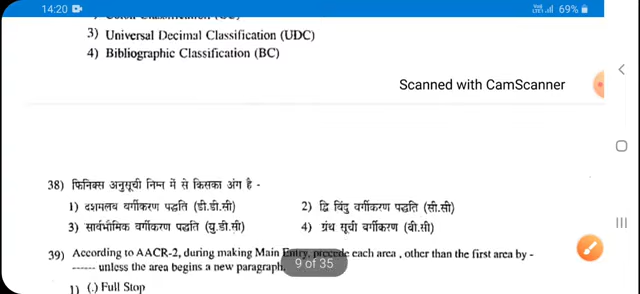 14:20 69%
3) Universal Decimal Classification (UDC)
4) Bibliographic Classification (BC)
Scanned with CamScanner
38) फिनिक्स अनुसूची निम्न में से किसका अंग है -
1) दशमलव वर्गीकरण पद्धति (डी.डी.सी) 2) द्वि विंदु वर्गीकरण पद्धति (सी.सी)
3) सार्वभौमिक वर्गीकरण पद्धति (यु.डी.सी) 4) ग्रंथ सूची वर्गीकरण (बी.सी)
39) According to AACR-2, during making Main Entry, precede each area , other than the first area by -
------ unless the area begins a new paragraph.
9 of 35
1) (.) Full Stop